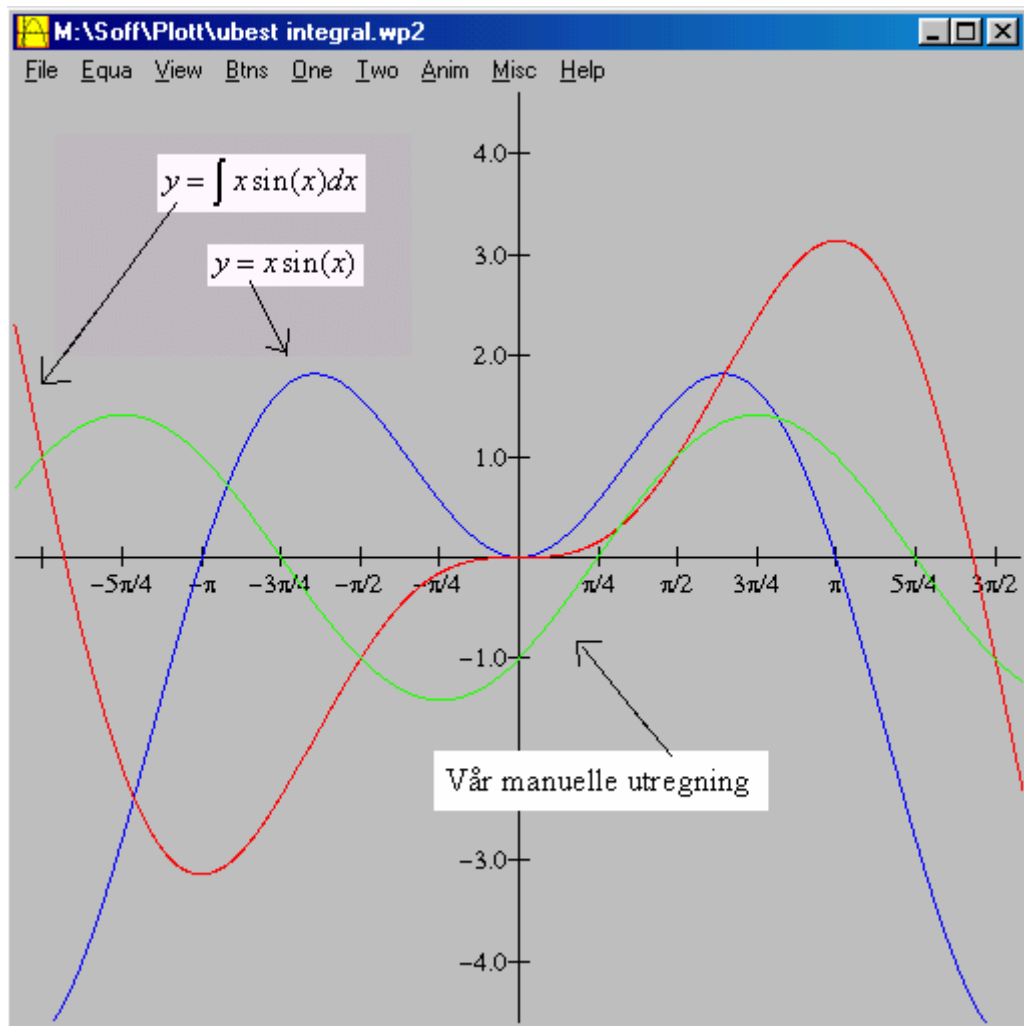 M:\Soff\Plott\ubest integral.wp2
File Equa View Btns One Two Anim Misc Help
y = ∫ x sin(x)dx
y = x sin(x)
4.0
3.0
2.0
1.0
−5π/4 −π −3π/4 −π/2 −π/4 π/4 π/2 3π/4 π 5π/4 3π/2
−1.0
Vår manuelle utregning
−3.0
−4.0